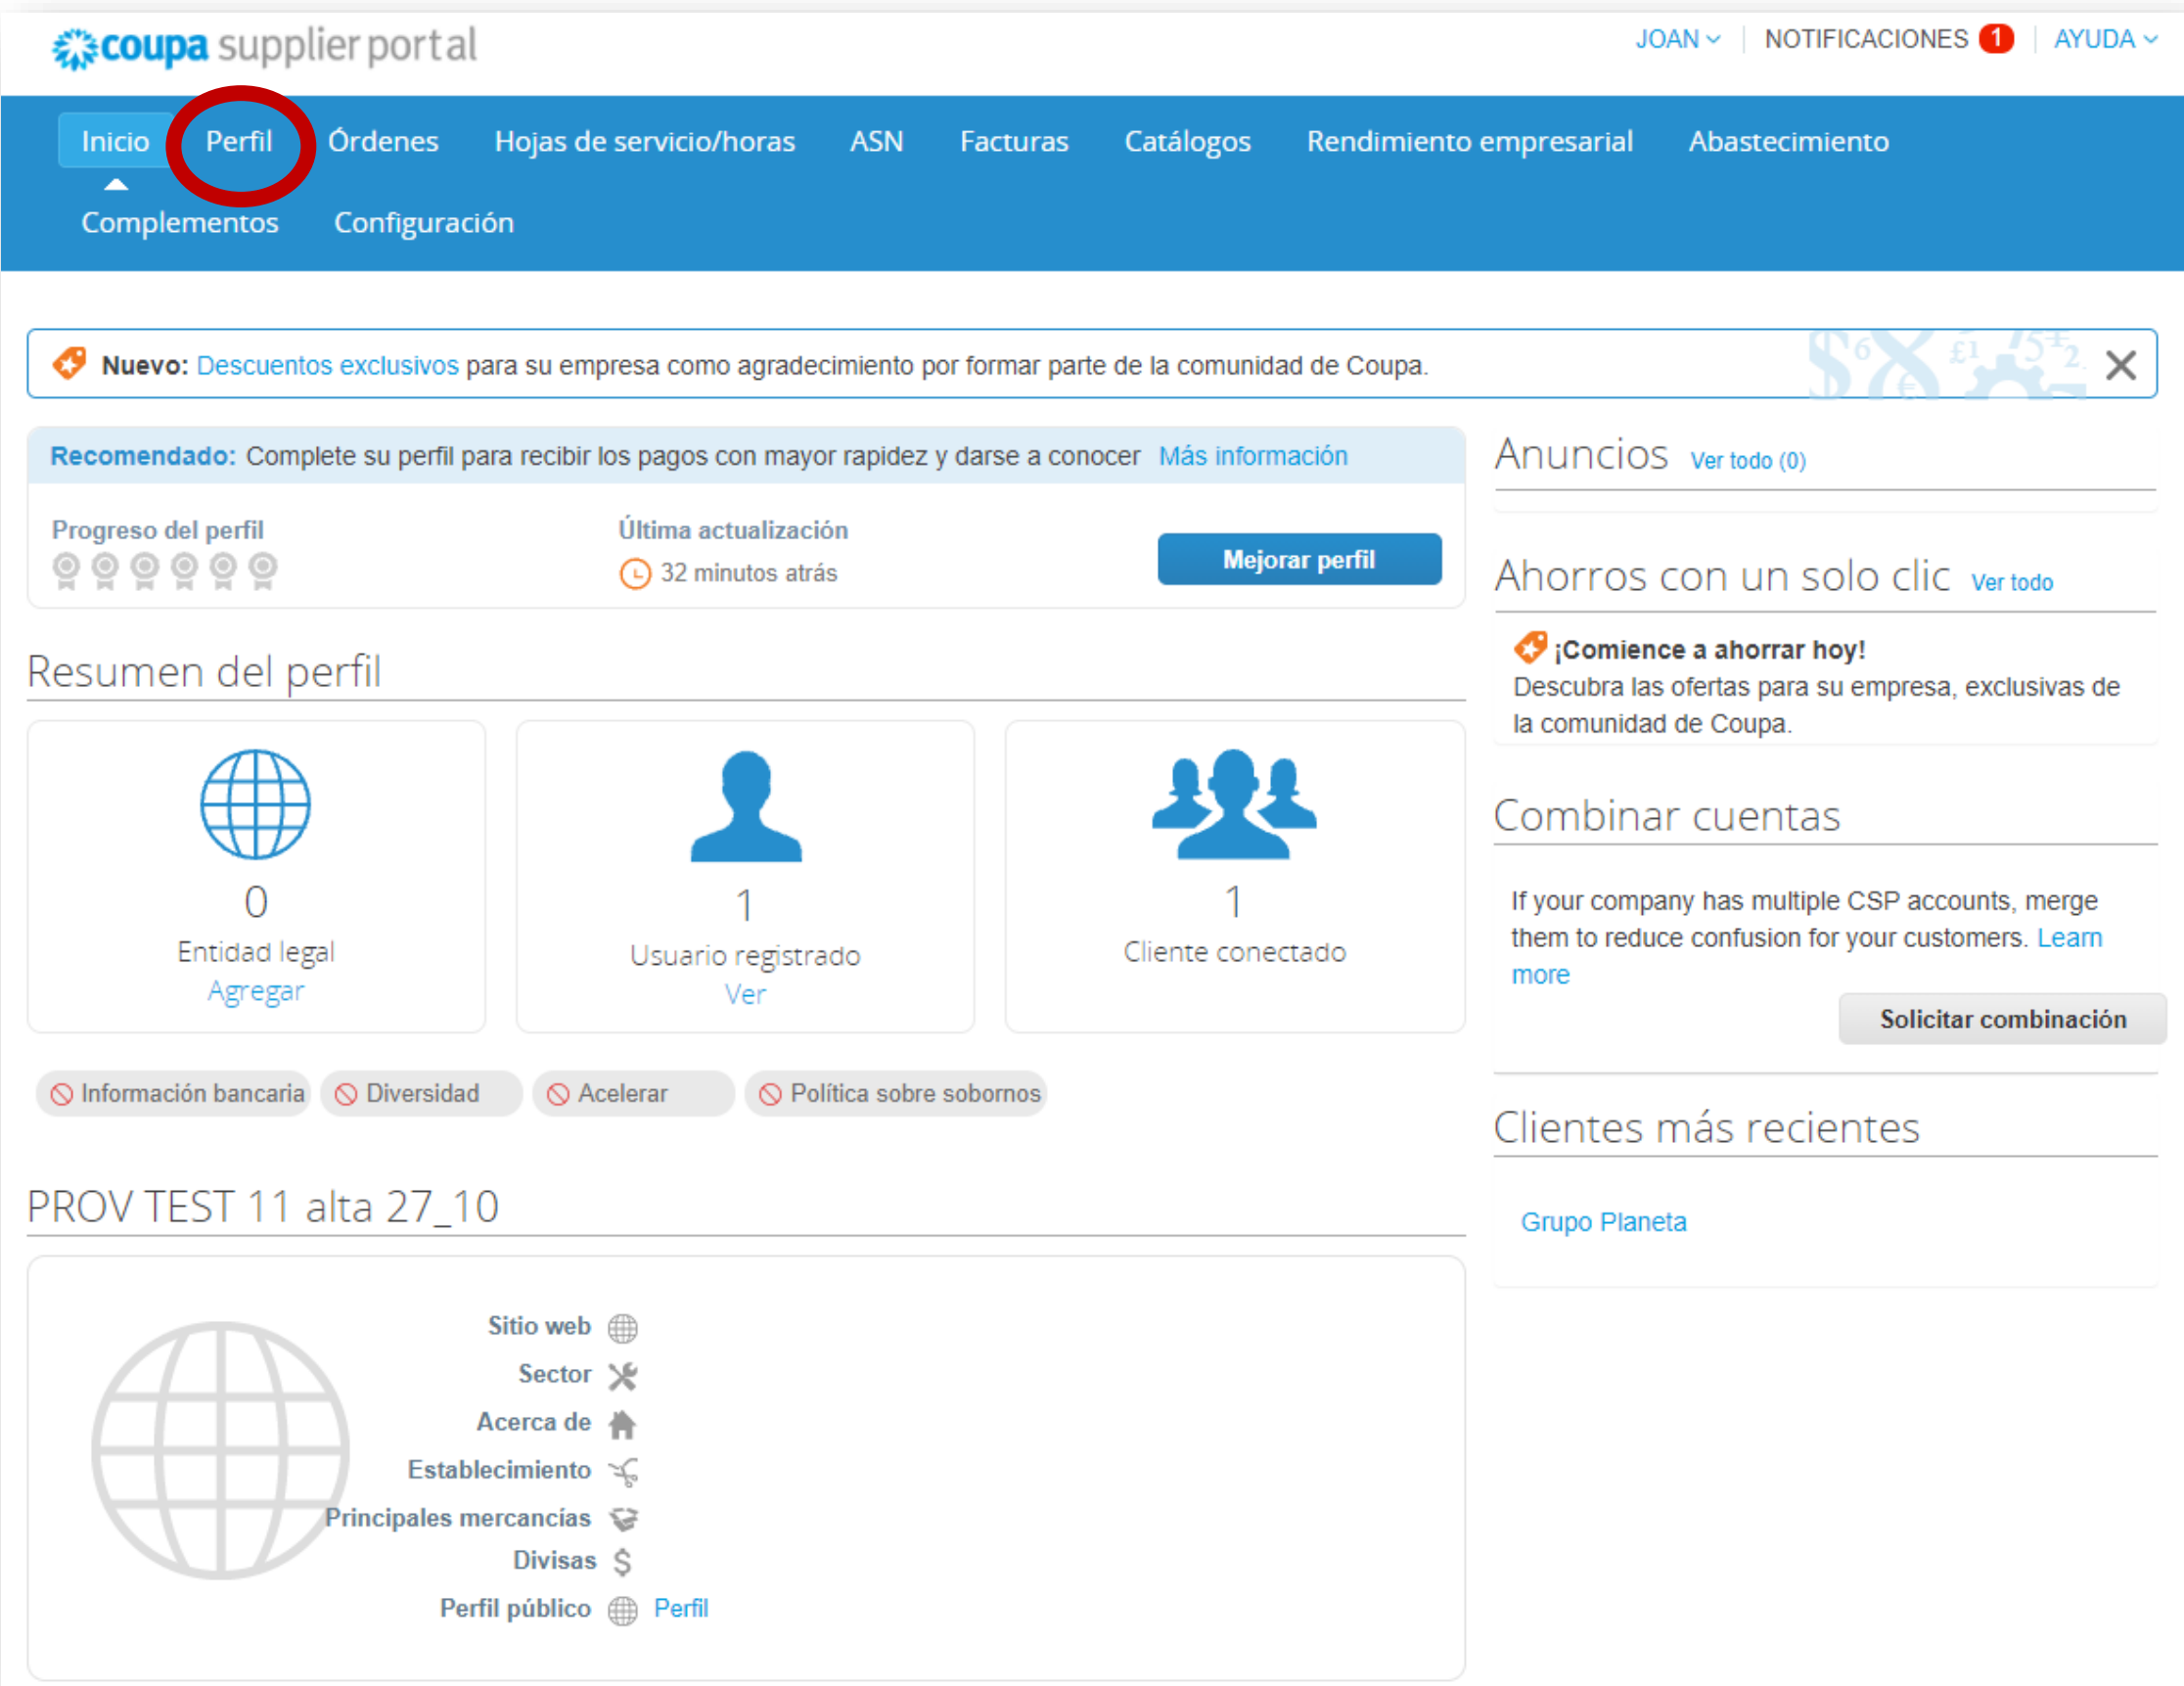 coupa supplier portal
JOAN NOTIFICACIONES 1 AYUDA
Inicio Perfil Órdenes Hojas de servicio/horas ASN Facturas Catálogos Rendimiento empresarial Abastecimiento
Complementos Configuración
Nuevo: Descuentos exclusivos para su empresa como agradecimiento por formar parte de la comunidad de Coupa.
Recomendado: Complete su perfil para recibir los pagos con mayor rapidez y darse a conocer Más información
Progreso del perfil
Última actualización
32 minutos atrás
Mejorar perfil
Resumen del perfil
0
Entidad legal
Agregar
1
Usuario registrado
Ver
1
Cliente conectado
Información bancaria Diversidad Acelerar Política sobre sobornos
PROV TEST 11 alta 27_10
Sitio web
Sector
Acerca de
Establecimiento
Principales mercancías
Divisas $
Perfil público Perfil
Anuncios Ver todo (0)
Ahorros con un solo clic Ver todo
¡Comience a ahorrar hoy!
Descubra las ofertas para su empresa, exclusivas de
la comunidad de Coupa.
Combinar cuentas
If your company has multiple CSP accounts, merge
them to reduce confusion for your customers. Learn
more
Solicitar combinación
Clientes más recientes
Grupo Planeta